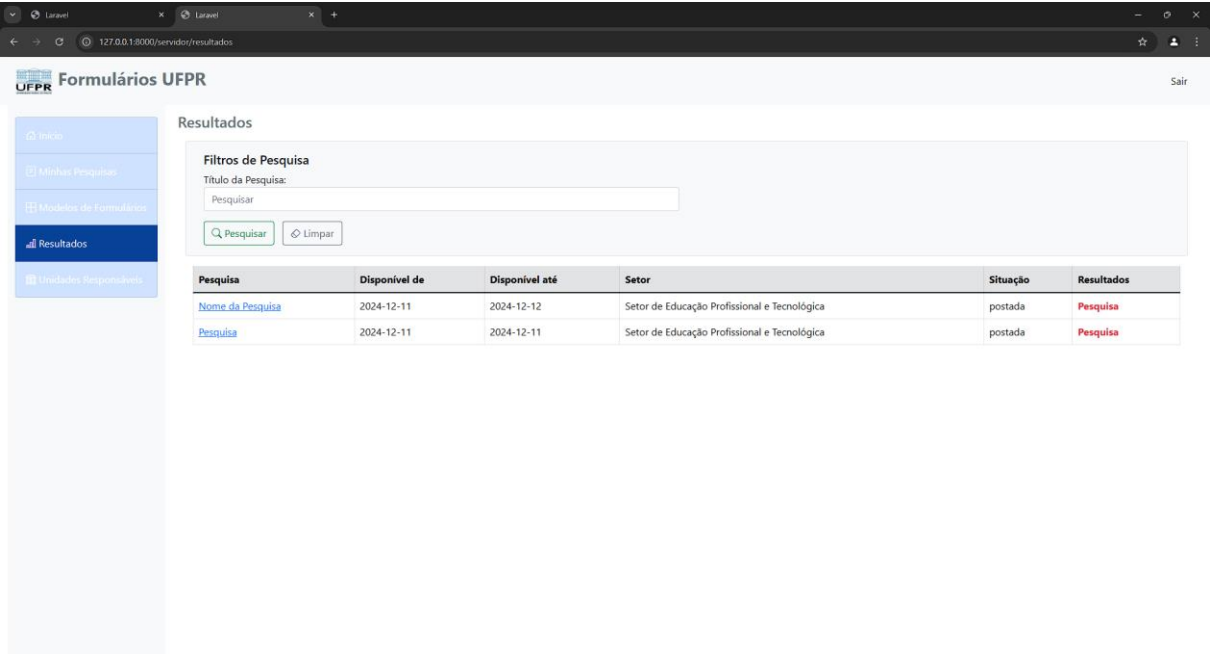 Laravel
Laravel
127.0.0.1:8000/servidor/resultados
UFPR Formulários UFPR
Sair
Início
Minhas Pesquisas
Modelos de Formulários
Resultados
Unidades Responsáveis
Resultados
Filtros de Pesquisa
Título da Pesquisa:
Pesquisar
Pesquisar Limpar
Pesquisa Disponível de Disponível até Setor Situação Resultados
Nome da Pesquisa 2024-12-11 2024-12-12 Setor de Educação Profissional e Tecnológica postada Pesquisa
Pesquisa 2024-12-11 2024-12-11 Setor de Educação Profissional e Tecnológica postada Pesquisa